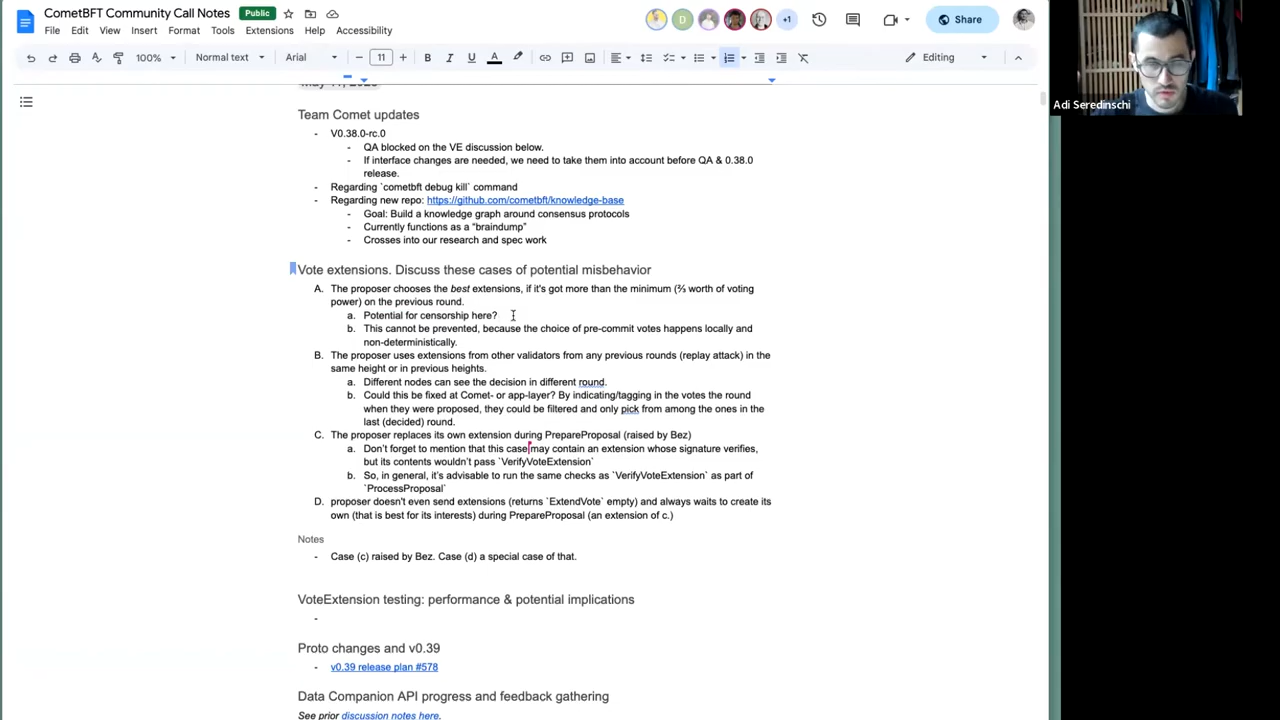 CometBFT Community Call Notes Public
File Edit View Insert Format Tools Extensions Help Accessibility
D +1 Share
100% Normal text Arial 11 Editing
Adi Seredinschi
Team Comet updates
- V0.38.0-rc.0
- QA blocked on the VE discussion below.
- If interface changes are needed, we need to take them into account before QA & 0.38.0
release.
- Regarding `cometbft debug kill` command
- Regarding new repo: https://github.com/cometbft/knowledge-base
- Goal: Build a knowledge graph around consensus protocols
- Currently functions as a “braindump”
- Crosses into our research and spec work
Vote extensions. Discuss these cases of potential misbehavior
A. The proposer chooses the best extensions, if it's got more than the minimum (⅔ worth of voting
power) on the previous round.
a. Potential for censorship here?
b. This cannot be prevented, because the choice of pre-commit votes happens locally and
non-deterministically.
B. The proposer uses extensions from other validators from any previous rounds (replay attack) in the
same height or in previous heights.
a. Different nodes can see the decision in different round.
b. Could this be fixed at Comet- or app-layer? By indicating/tagging in the votes the round
when they were proposed, they could be filtered and only pick from among the ones in the
last (decided) round.
C. The proposer replaces its own extension during PrepareProposal (raised by Bez)
a. Don’t forget to mention that this case may contain an extension whose signature verifies,
but its contents wouldn’t pass `VerifyVoteExtension`
b. So, in general, it’s advisable to run the same checks as `VerifyVoteExtension` as part of
`ProcessProposal`
D. proposer doesn't even send extensions (returns `ExtendVote` empty) and always waits to create its
own (that is best for its interests) during PrepareProposal (an extension of c.)
Notes
- Case (c) raised by Bez. Case (d) a special case of that.
VoteExtension testing: performance & potential implications
-
Proto changes and v0.39
- v0.39 release plan #578
Data Companion API progress and feedback gathering
See prior discussion notes here.